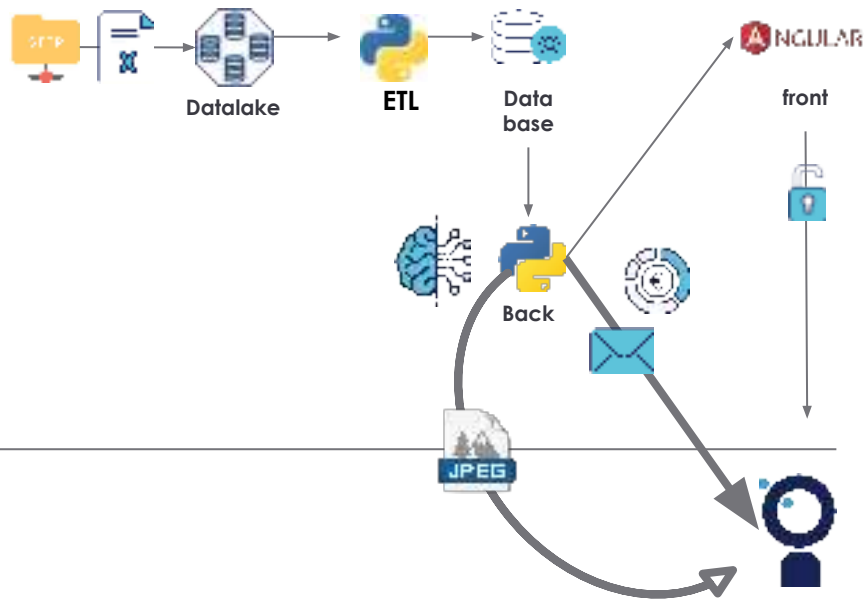 SFTP
NGULAR
Datalake
ETL
Data
base
front
Back
JPEG